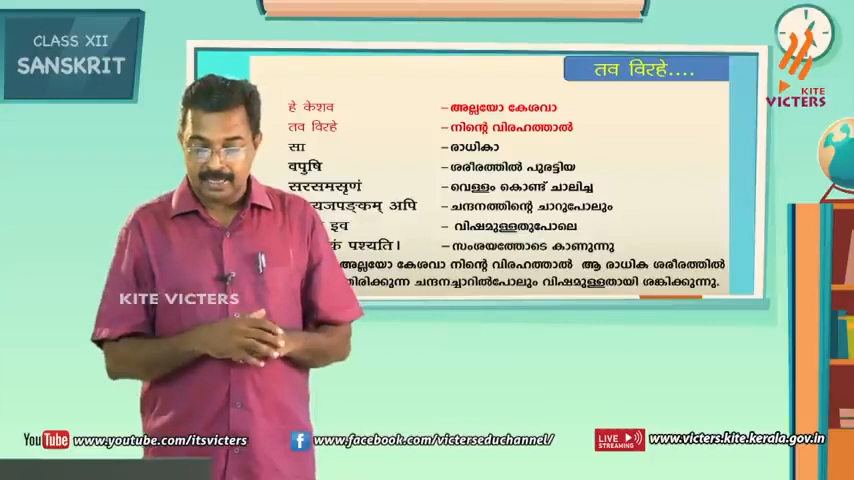 CLASS XII
SANSKRIT
तव विरहे....
KITE
VICTERS
हे केशव – അല്ലയോ കേശവാ
तव विरहे – നിന്റെ വിരഹത്താൽ
सा – രാധികാ
वपुषि – ശരീരത്തിൽ പുരട്ടിയ
सरसमसृणं – വെള്ളം കൊണ്ട് ചാലിച്ച
यजपङ्कम् अपि – ചന്ദനത്തിന്റെ ചാറുപോലും
इव – വിഷമുള്ളതുപോലെ
पश्यति। – സംശയത്തോടെ കാണുന്നു
അല്ലയോ കേശവാ നിന്റെ വിരഹത്താൽ ആ രാധിക ശരീരത്തിൽ
ചന്ദനച്ചാറിൽപോലും വിഷമുള്ളതായി ശങ്കിക്കുന്നു.
KITE VICTERS
YouTube www.youtube.com/itsvicters
f www.facebook.com/victerseduchannel/
LIVE STREAMING www.victers.kite.kerala.gov.in